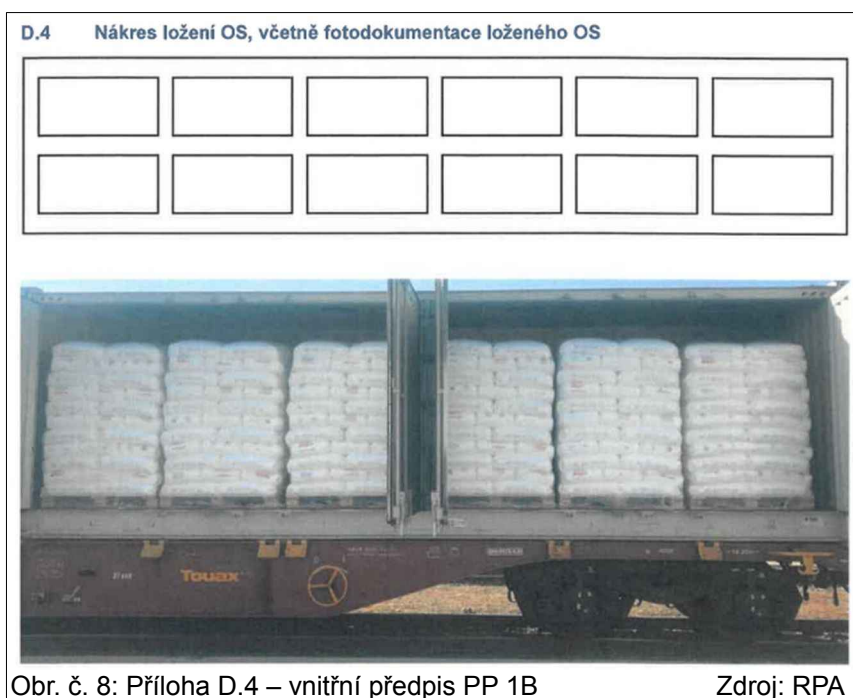 D.4 Nákres ložení OS, včetně fotodokumentace loženého OS
Touax
Obr. č. 8: Příloha D.4 – vnitřní předpis PP 1B Zdroj: RPA